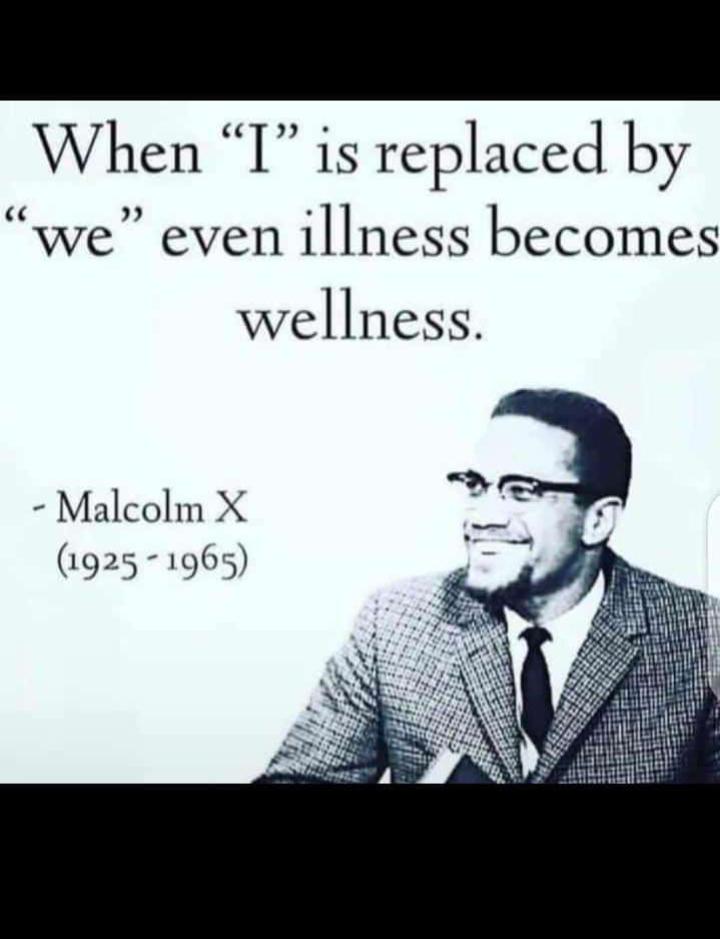 When “I” is replaced by
“we” even illness becomes
wellness.
- Malcolm X
(1925 - 1965)